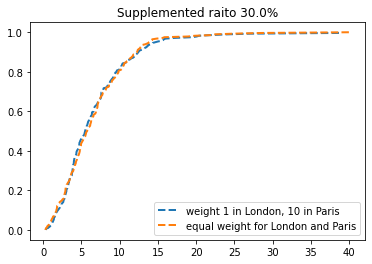 Supplemented raito 30.0%
1.0
0.8
0.6
0.4
0.2
0.0
weight 1 in London, 10 in Paris
equal weight for London and Paris
0 5 10 15 20 25 30 35 40